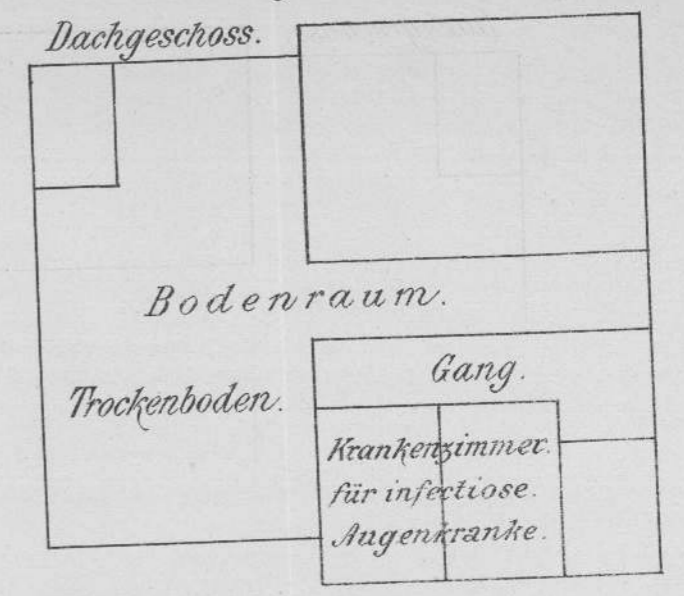 Dachgeschoss.
Bodenraum.
Gang.
Trockenboden.
Krankenzimmer.
für infectiose.
Augenkranke.